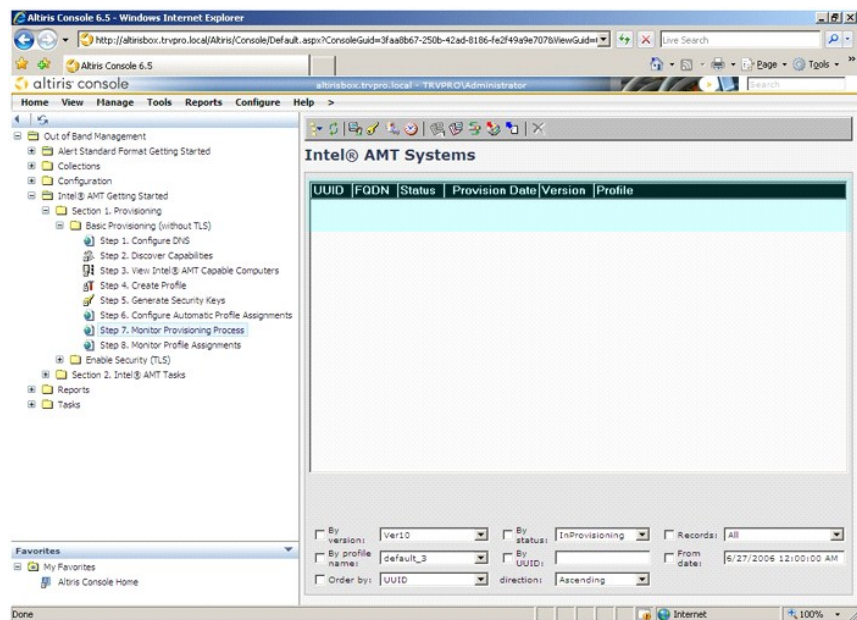 Altiris Console 6.5 - Windows Internet Explorer
http://altirisbox.trvpro.local/Altiris/Console/Default.aspx?ConsoleGuid=3faa8b67-250b-42ad-8186-fe2f49a9e707&ViewGuid=
Live Search
Altiris Console 6.5
Page Tools
altiris console
altirisbox.trvpro.local - TRVPRO\Administrator
Search
Home View Manage Tools Reports Configure Help >
Out of Band Management
Alert Standard Format Getting Started
Collections
Configuration
Intel® AMT Getting Started
Section 1. Provisioning
Basic Provisioning (without TLS)
Step 1. Configure DNS
Step 2. Discover Capabilities
Step 3. View Intel® AMT Capable Computers
Step 4. Create Profile
Step 5. Generate Security Keys
Step 6. Configure Automatic Profile Assignments
Step 7. Monitor Provisioning Process
Step 8. Monitor Profile Assignments
Enable Security (TLS)
Section 2. Intel® AMT Tasks
Reports
Tasks
Intel® AMT Systems
UUID FQDN Status Provision Date Version Profile
By version: Ver10 By status: InProvisioning Records: All
By profile name: default_3 By UUID: From date: 6/27/2006 12:00:00 AM
Order by: UUID direction: Ascending
Favorites
My Favorites
Altiris Console Home
Done
Internet
100%